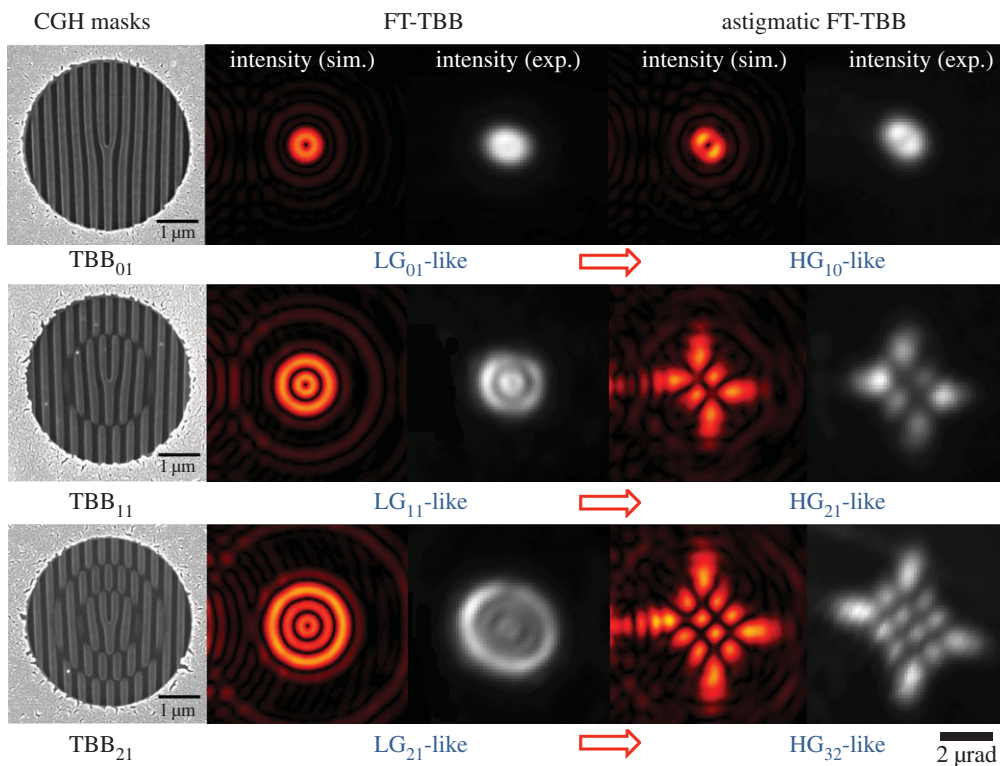 CGH masks FT-TBB astigmatic FT-TBB
intensity (sim.) intensity (exp.) intensity (sim.) intensity (exp.)
1 µm
TBB₀₁ LG₀₁-like HG₁₀-like
1 µm
TBB₁₁ LG₁₁-like HG₂₁-like
1 µm
TBB₂₁ LG₂₁-like HG₃₂-like
2 µrad